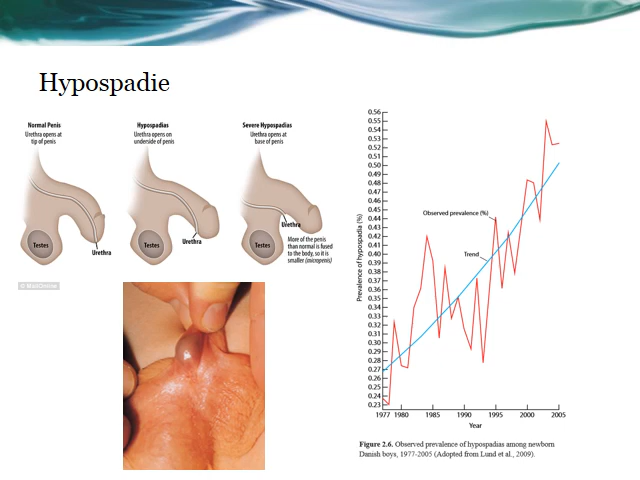 Hypospadie
Normal Penis
Urethra opens at
tip of penis
Testes
Urethra
Hypospadias
Urethra opens on
underside of penis
Testes
Urethra
Severe Hypospadias
Urethra opens at
base of penis
Urethra
Testes
More of the penis
than normal is fused
to the body, so it is
smaller (micropenis)
© MailOnline
Prevalence of hypospadia (%)
0.56
0.55
0.54
0.53
0.52
0.51
0.50
0.49
0.48
0.47
0.46
0.45
0.44
0.43
0.42
0.41
0.40
0.39
0.38
0.37
0.36
0.35
0.34
0.33
0.32
0.31
0.30
0.29
0.28
0.27
0.26
0.25
0.24
0.23
Observed prevalence (%)
Trend
1977 1980 1985 1990 1995 2000 2005
Year
Figure 2.6. Observed prevalence of hypospadias among newborn
Danish boys, 1977-2005 (Adopted from Lund et al., 2009).